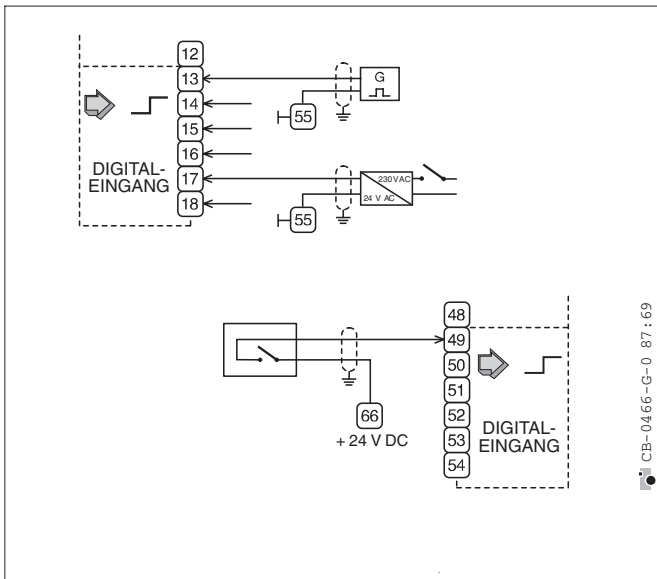 12
13
14
15
16
17
18
DIGITAL-
EINGANG
G
55
230VAC
24 V AC
55
48
49
50
51
52
53
54
DIGITAL-
EINGANG
66
+ 24 V DC
CB-0466-G-0 87:69